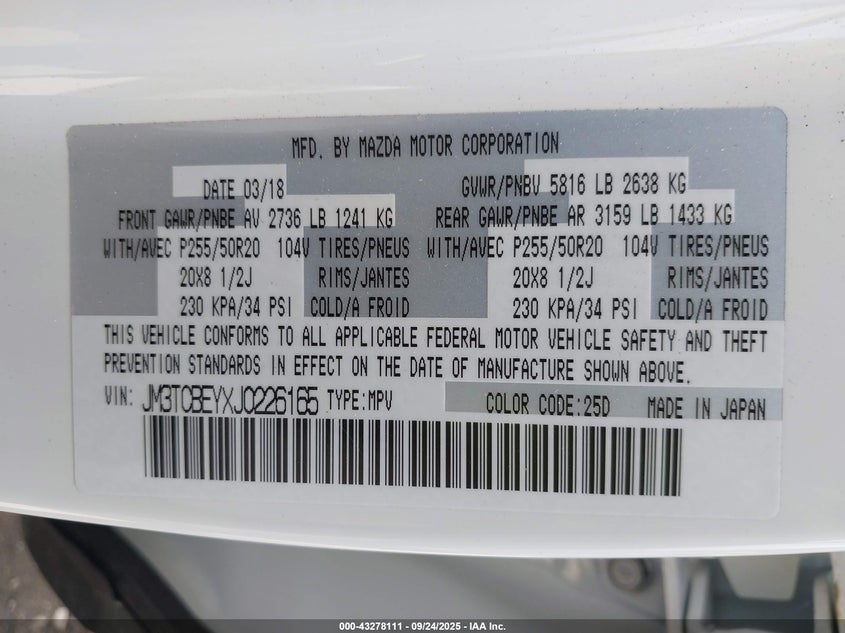 MFD. BY MAZDA MOTOR CORPORATION
DATE 03/18 GVWR/PNBV 5816 LB 2638 KG
FRONT GAWR/PNBE AV 2736 LB 1241 KG REAR GAWR/PNBE AR 3159 LB 1433 KG
WITH/AVEC P255/50R20 104V TIRES/PNEUS WITH/AVEC P255/50R20 104V TIRES/PNEUS
20X8 1/2J RIMS/JANTES 20X8 1/2J RIMS/JANTES
230 KPA/34 PSI COLD/A FROID 230 KPA/34 PSI COLD/A FROID
THIS VEHICLE CONFORMS TO ALL APPLICABLE FEDERAL MOTOR VEHICLE SAFETY AND THEFT
PREVENTION STANDARDS IN EFFECT ON THE DATE OF MANUFACTURE SHOWN ABOVE.
VIN: JM3TCBEYXJ0226165 TYPE:MPV COLOR CODE:25D MADE IN JAPAN
000-43278111 - 09/24/2025 - IAA Inc.